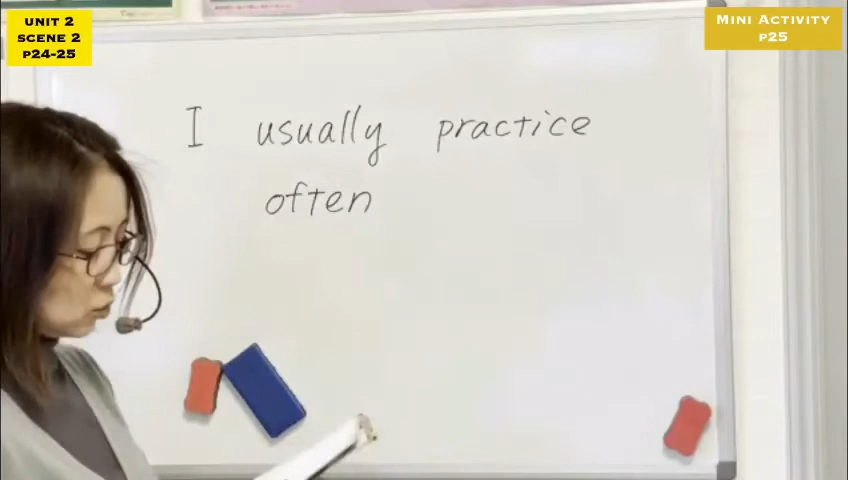 UNIT 2
SCENE 2
P24-25
MINI ACTIVITY
P25
I usually practice
often